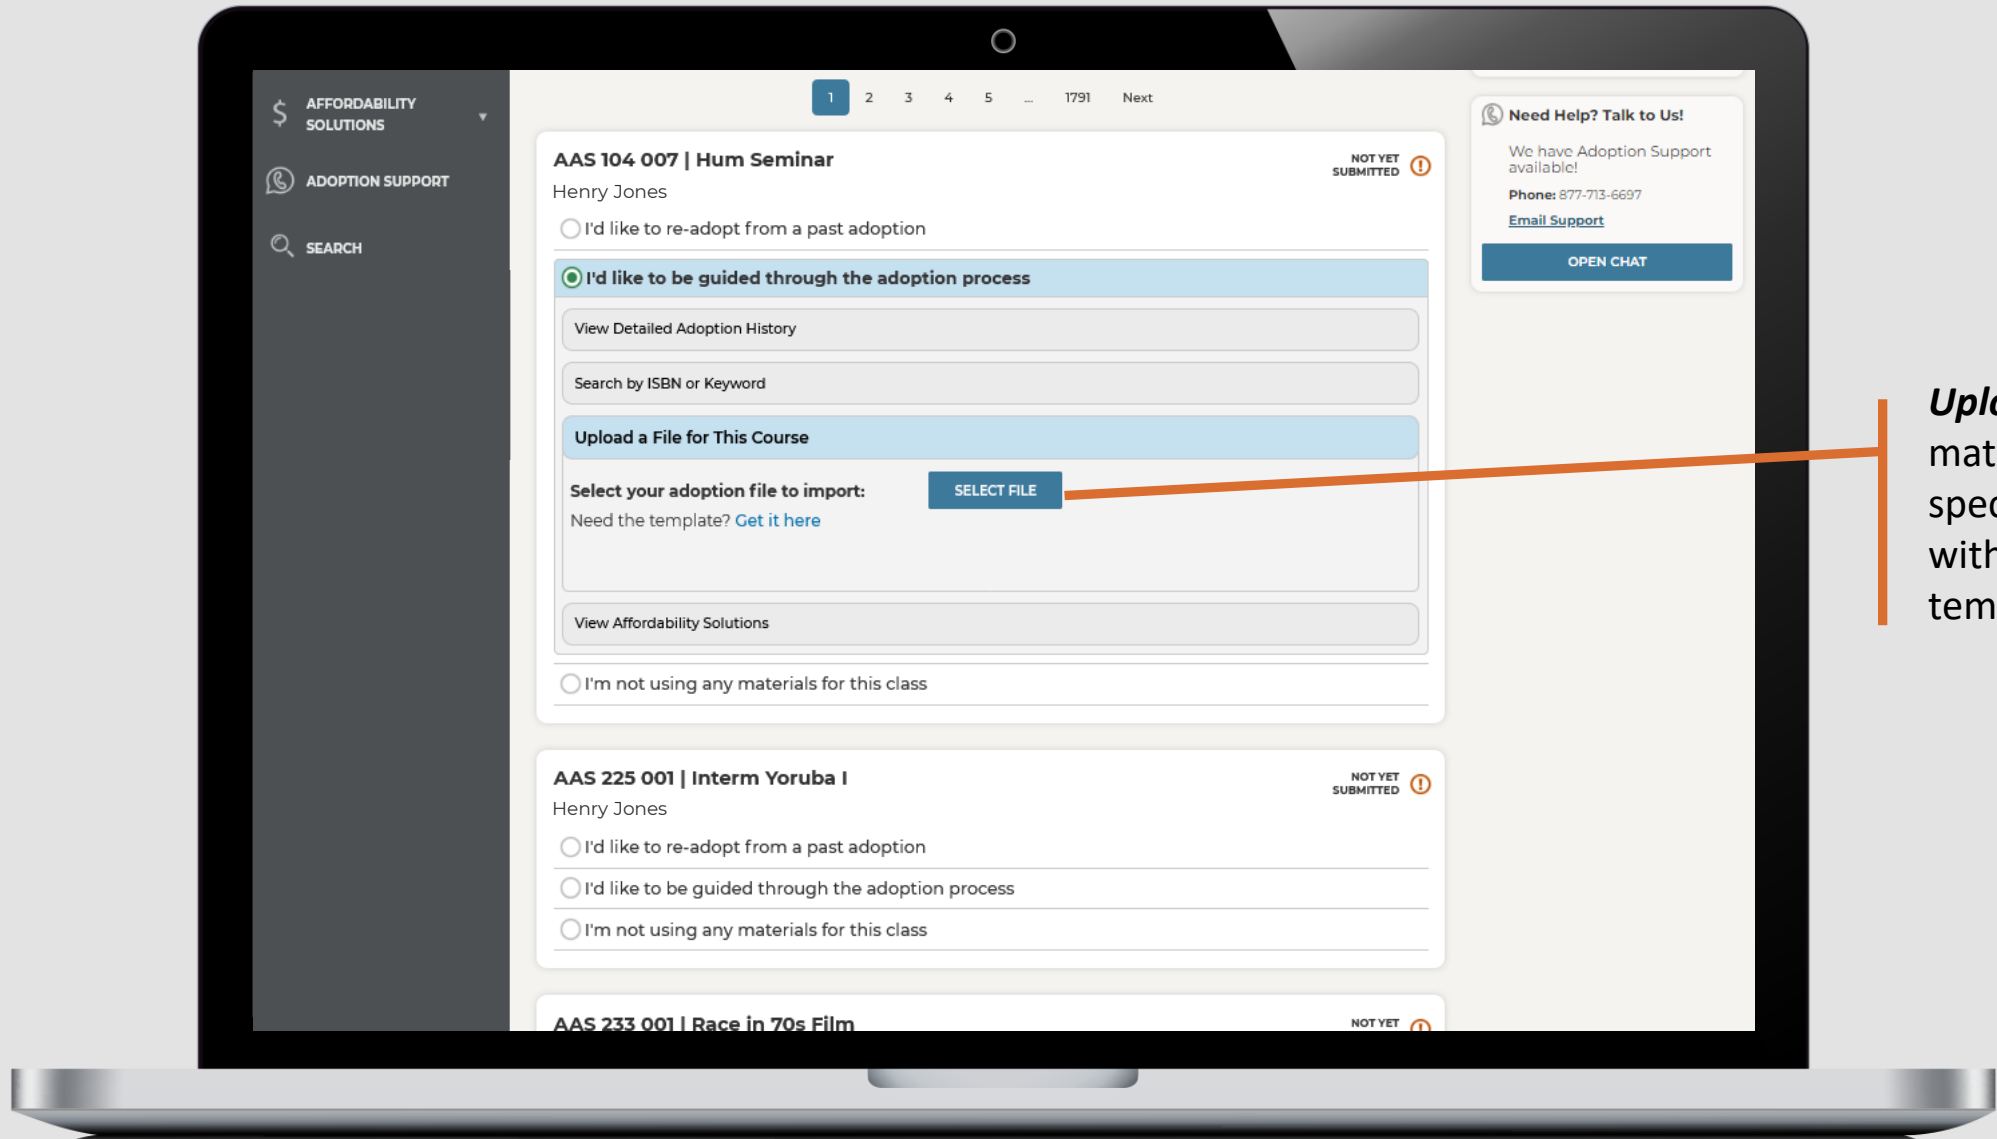 AFFORDABILITY
SOLUTIONS
ADOPTION SUPPORT
SEARCH
1 2 3 4 5 ... 1791 Next
AAS 104 007 | Hum Seminar
NOT YET
SUBMITTED
Henry Jones
I'd like to re-adopt from a past adoption
I'd like to be guided through the adoption process
View Detailed Adoption History
Search by ISBN or Keyword
Upload a File for This Course
Select your adoption file to import:
SELECT FILE
Need the template? Get it here
View Affordability Solutions
I'm not using any materials for this class
AAS 225 001 | Interm Yoruba I
NOT YET
SUBMITTED
Henry Jones
I'd like to re-adopt from a past adoption
I'd like to be guided through the adoption process
I'm not using any materials for this class
AAS 233 001 | Race in 70s Film
NOT YET
Need Help? Talk to Us!
We have Adoption Support
available!
Phone: 877-713-6697
Email Support
OPEN CHAT